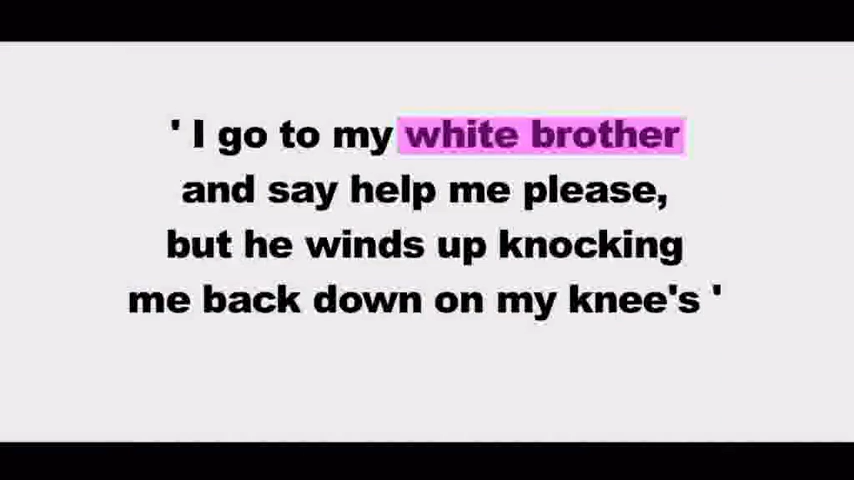 ' I go to my white brother
and say help me please,
but he winds up knocking
me back down on my knee's '